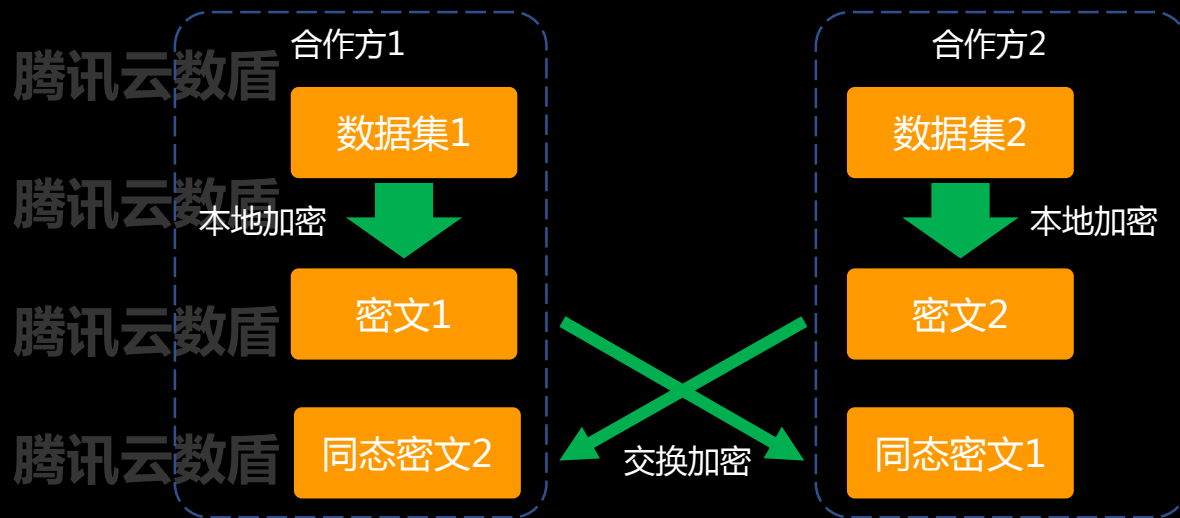 合作方1
合作方2
腾讯云数盾
数据集1
数据集2
腾讯云数盾
本地加密
本地加密
密文1
密文2
腾讯云数盾
同态密文2
交换加密
同态密文1
腾讯云数盾